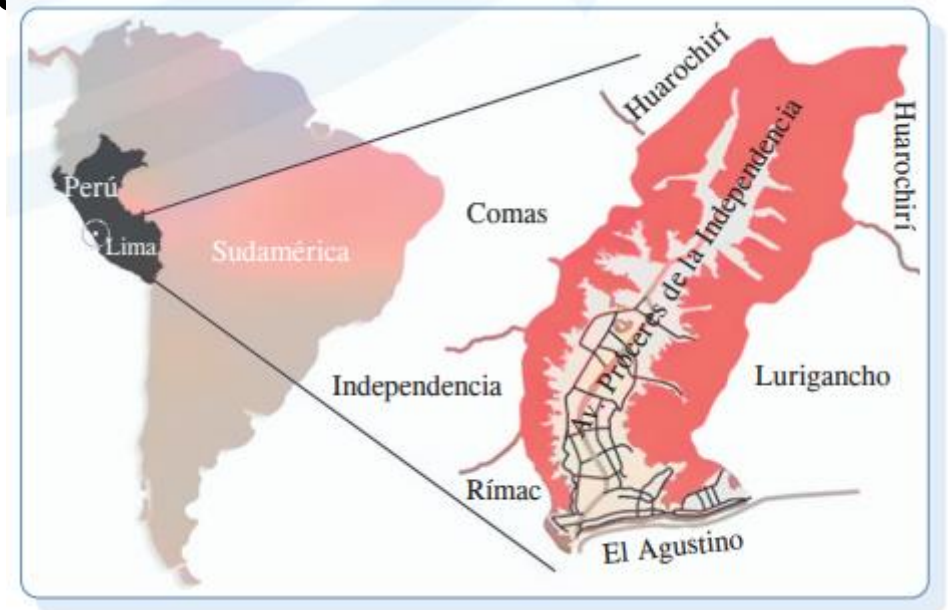 Perú
Lima
Sudamérica
Huarochirí
Huarochirí
Comas
Av. Próceres de la Independencia
Independencia
Lurigancho
Rímac
El Agustino